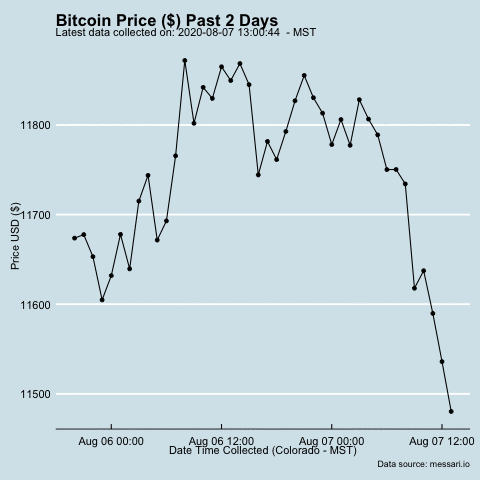 Bitcoin Price ($) Past 2 Days
Latest data collected on: 2020-08-07 13:00:44 - MST
11800
11700
11600
11500
Price USD ($)
Aug 06 00:00 Aug 06 12:00 Aug 07 00:00 Aug 07 12:00
Date Time Collected (Colorado - MST)
Data source: messari.io